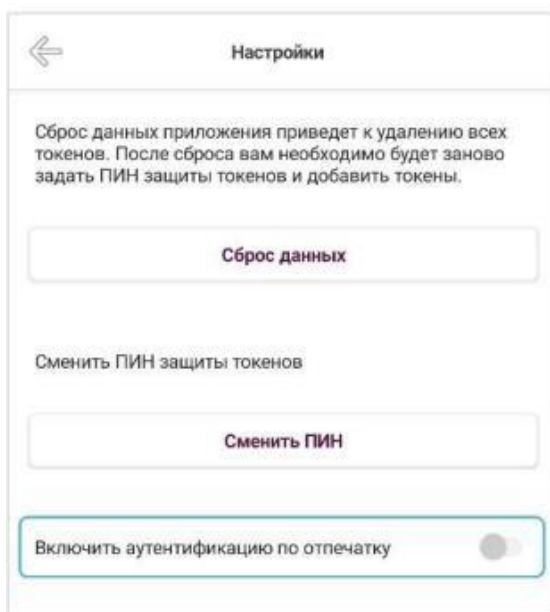 Настройки
Сброс данных приложения приведет к удалению всех
токенов. После сброса вам необходимо будет заново
задать ПИН защиты токенов и добавить токены.
Сброс данных
Сменить ПИН защиты токенов
Сменить ПИН
Включить аутентификацию по отпечатку